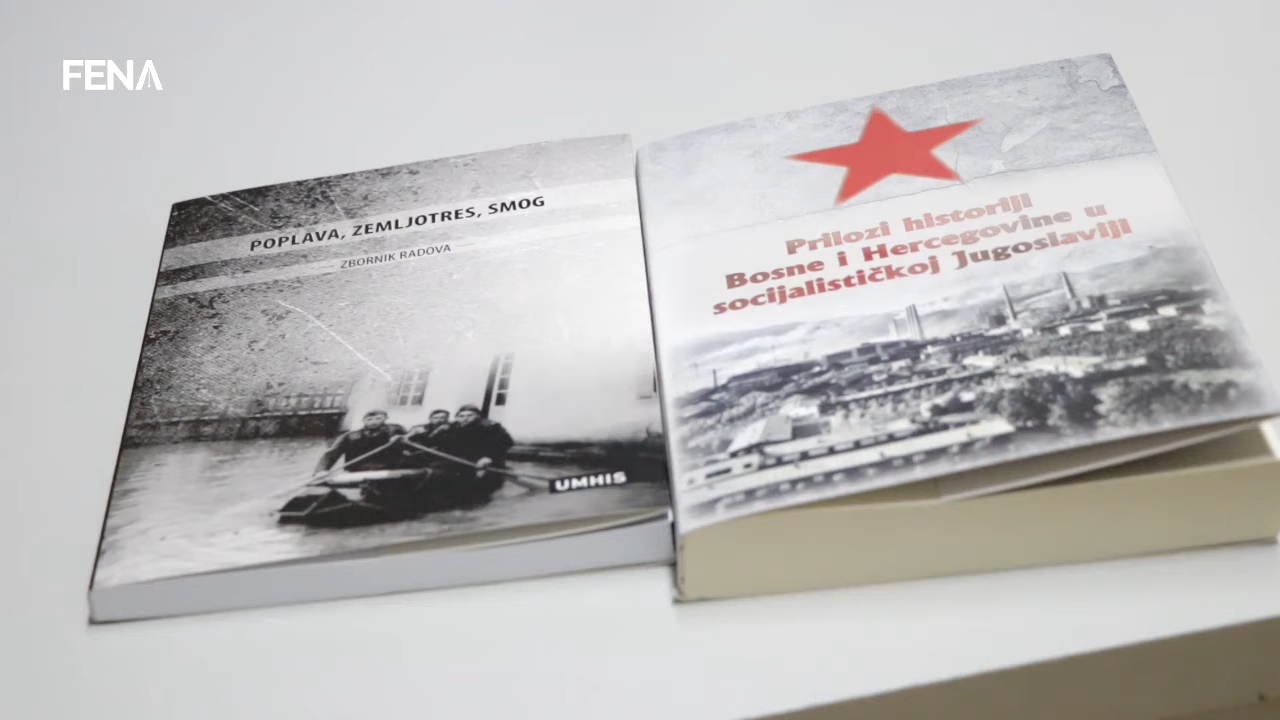 FENA
POPLAVA, ZEMLJOTRES, SMOG
ZBORNIK RADOVA
UMHIS
Prilozi historiji
Bosne i Hercegovine u
socijalističkoj Jugoslaviji